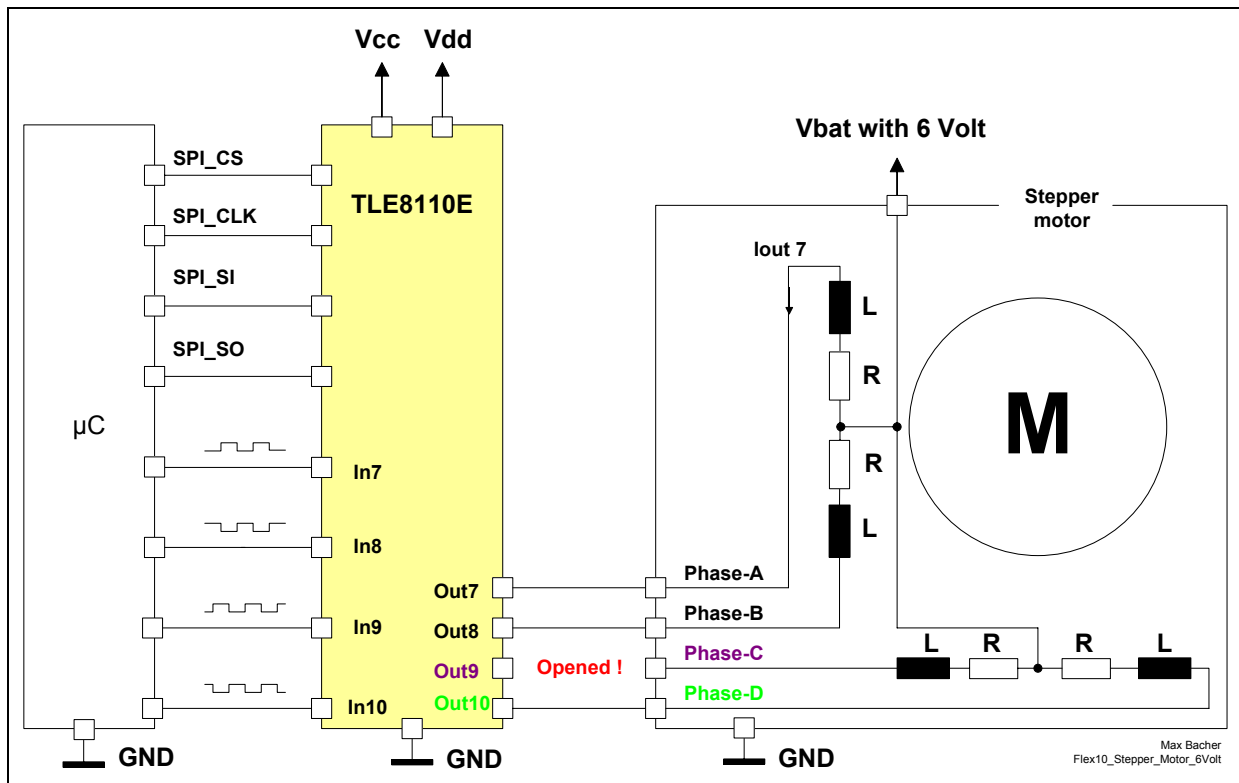 Vcc Vdd
Vbat with 6 Volt
SPI_CS
TLE8110E
Stepper
motor
SPI_CLK
Iout 7
SPI_SI
L
SPI_SO
R
µC
M
In7
R
In8
L
Out7
Phase-A
In9
Out8
Phase-B
Out9
Opened !
Phase-C
L R R L
In10
Out10
Phase-D
GND
GND
GND
Max Bacher
Flex10_Stepper_Motor_6Volt